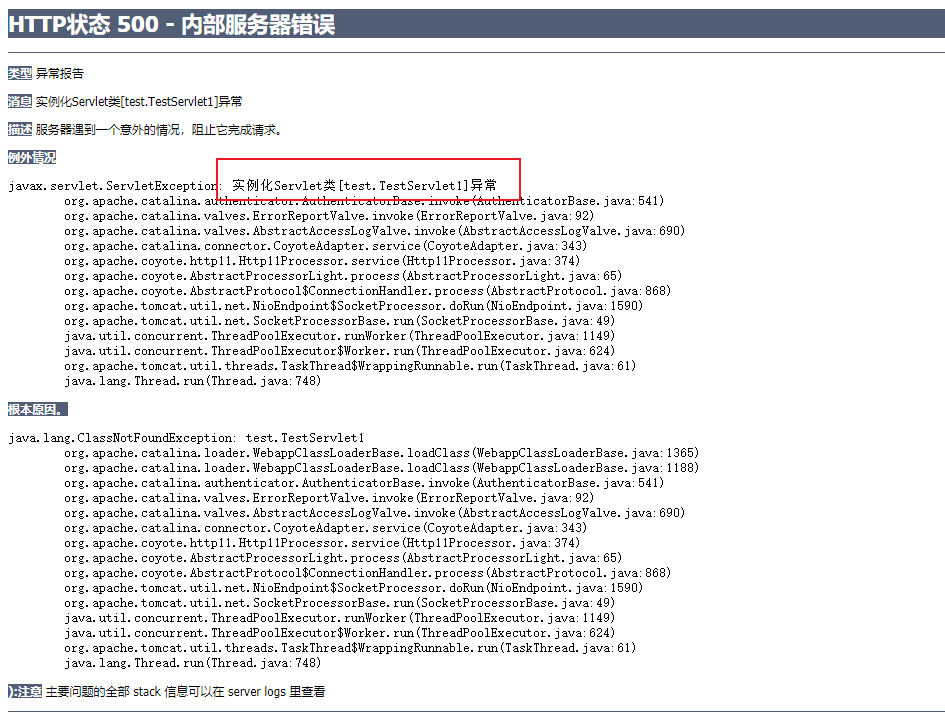 HTTP状态 500 - 内部服务器错误
类型 异常报告
消息 实例化Servlet类[test.TestServlet1]异常
描述 服务器遇到一个意外的情况，阻止它完成请求。
例外情况
javax.servlet.ServletException: 实例化Servlet类[test.TestServlet1]异常
org.apache.catalina.authenticator.AuthenticatorBase.invoke(AuthenticatorBase.java:541)
org.apache.catalina.valves.ErrorReportValve.invoke(ErrorReportValve.java:92)
org.apache.catalina.valves.AbstractAccessLogValve.invoke(AbstractAccessLogValve.java:690)
org.apache.catalina.connector.CoyoteAdapter.service(CoyoteAdapter.java:343)
org.apache.coyote.http11.Http11Processor.service(Http11Processor.java:374)
org.apache.coyote.AbstractProcessorLight.process(AbstractProcessorLight.java:65)
org.apache.coyote.AbstractProtocol$ConnectionHandler.process(AbstractProtocol.java:868)
org.apache.tomcat.util.net.NioEndpoint$SocketProcessor.doRun(NioEndpoint.java:1590)
org.apache.tomcat.util.net.SocketProcessorBase.run(SocketProcessorBase.java:49)
java.util.concurrent.ThreadPoolExecutor.runWorker(ThreadPoolExecutor.java:1149)
java.util.concurrent.ThreadPoolExecutor$Worker.run(ThreadPoolExecutor.java:624)
org.apache.tomcat.util.threads.TaskThread$WrappingRunnable.run(TaskThread.java:61)
java.lang.Thread.run(Thread.java:748)
根本原因。
java.lang.ClassNotFoundException: test.TestServlet1
org.apache.catalina.loader.WebappClassLoaderBase.loadClass(WebappClassLoaderBase.java:1365)
org.apache.catalina.loader.WebappClassLoaderBase.loadClass(WebappClassLoaderBase.java:1188)
org.apache.catalina.authenticator.AuthenticatorBase.invoke(AuthenticatorBase.java:541)
org.apache.catalina.valves.ErrorReportValve.invoke(ErrorReportValve.java:92)
org.apache.catalina.valves.AbstractAccessLogValve.invoke(AbstractAccessLogValve.java:690)
org.apache.catalina.connector.CoyoteAdapter.service(CoyoteAdapter.java:343)
org.apache.coyote.http11.Http11Processor.service(Http11Processor.java:374)
org.apache.coyote.AbstractProcessorLight.process(AbstractProcessorLight.java:65)
org.apache.coyote.AbstractProtocol$ConnectionHandler.process(AbstractProtocol.java:868)
org.apache.tomcat.util.net.NioEndpoint$SocketProcessor.doRun(NioEndpoint.java:1590)
org.apache.tomcat.util.net.SocketProcessorBase.run(SocketProcessorBase.java:49)
java.util.concurrent.ThreadPoolExecutor.runWorker(ThreadPoolExecutor.java:1149)
java.util.concurrent.ThreadPoolExecutor$Worker.run(ThreadPoolExecutor.java:624)
org.apache.tomcat.util.threads.TaskThread$WrappingRunnable.run(TaskThread.java:61)
java.lang.Thread.run(Thread.java:748)
):注意 主要问题的全部 stack 信息可以在 server logs 里查看